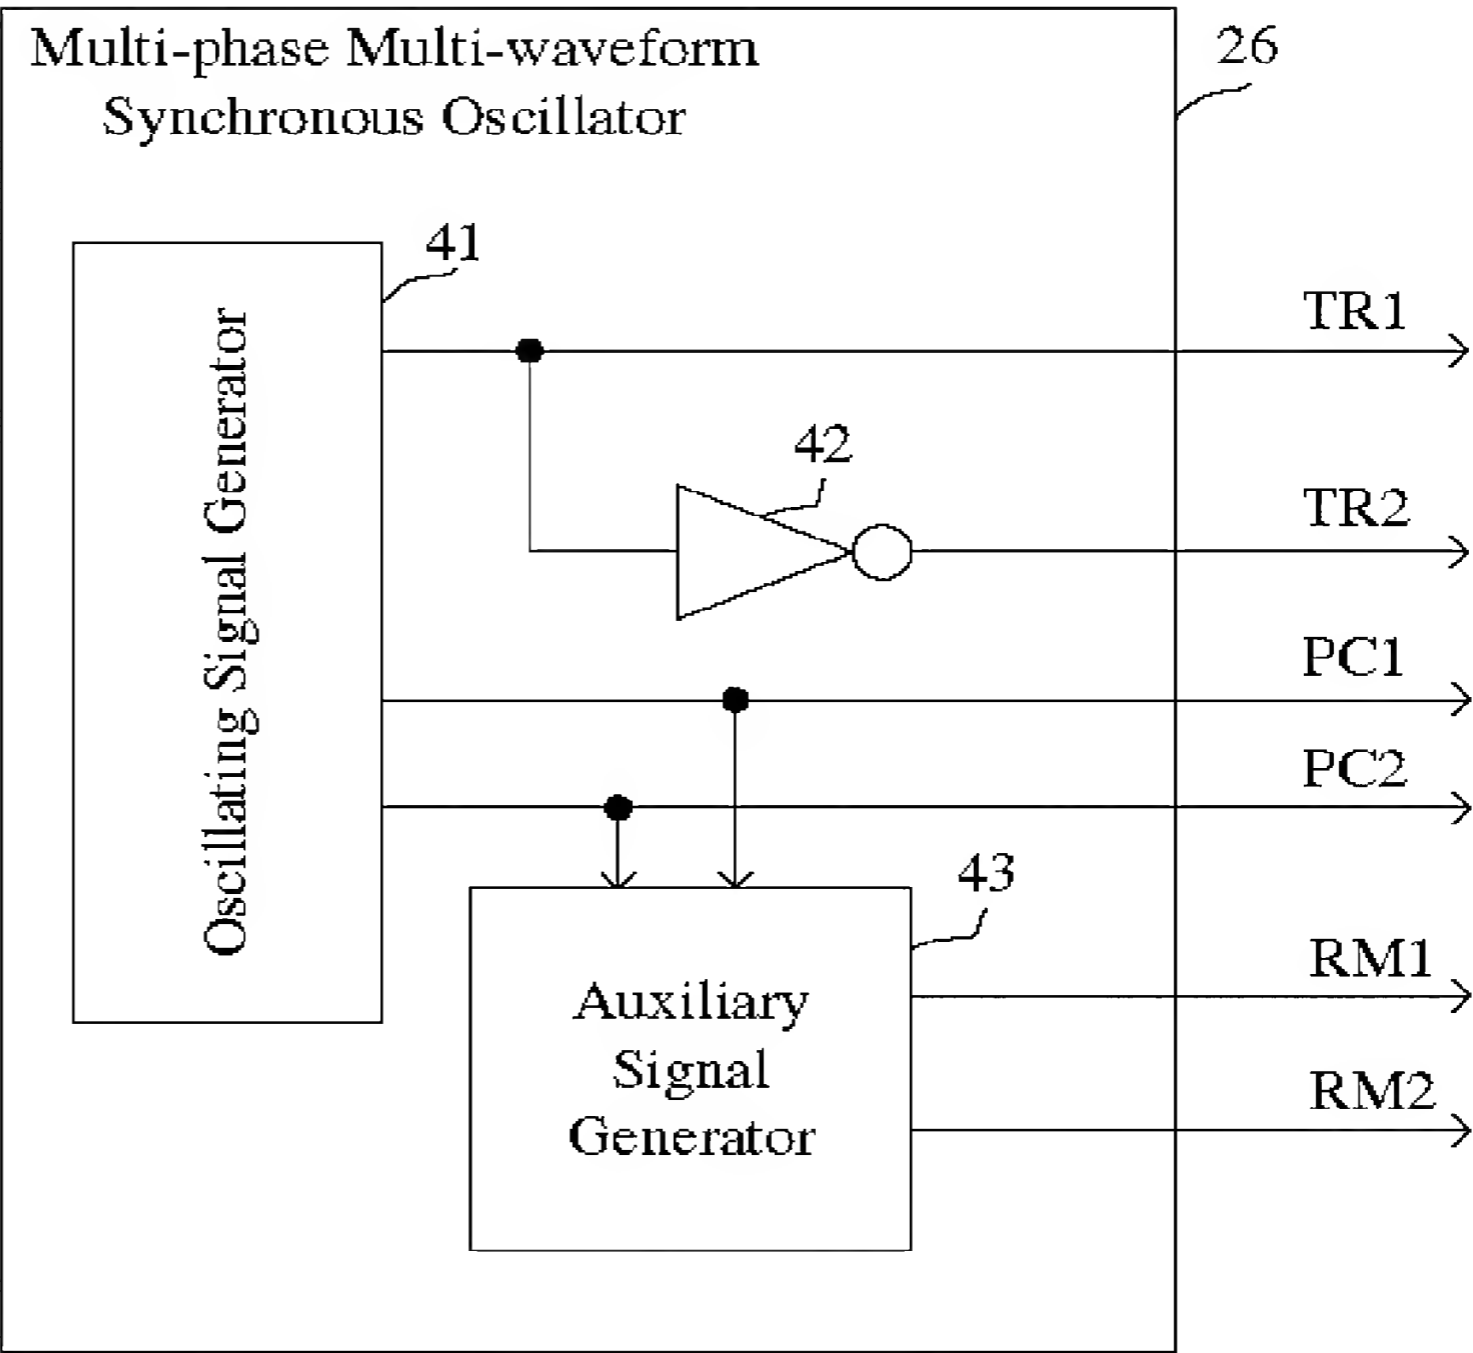 Multi-phase Multi-waveform
Synchronous Oscillator
26
41
Oscillating Signal Generator
TR1
42
TR2
PC1
PC2
43
Auxiliary
Signal
Generator
RM1
RM2